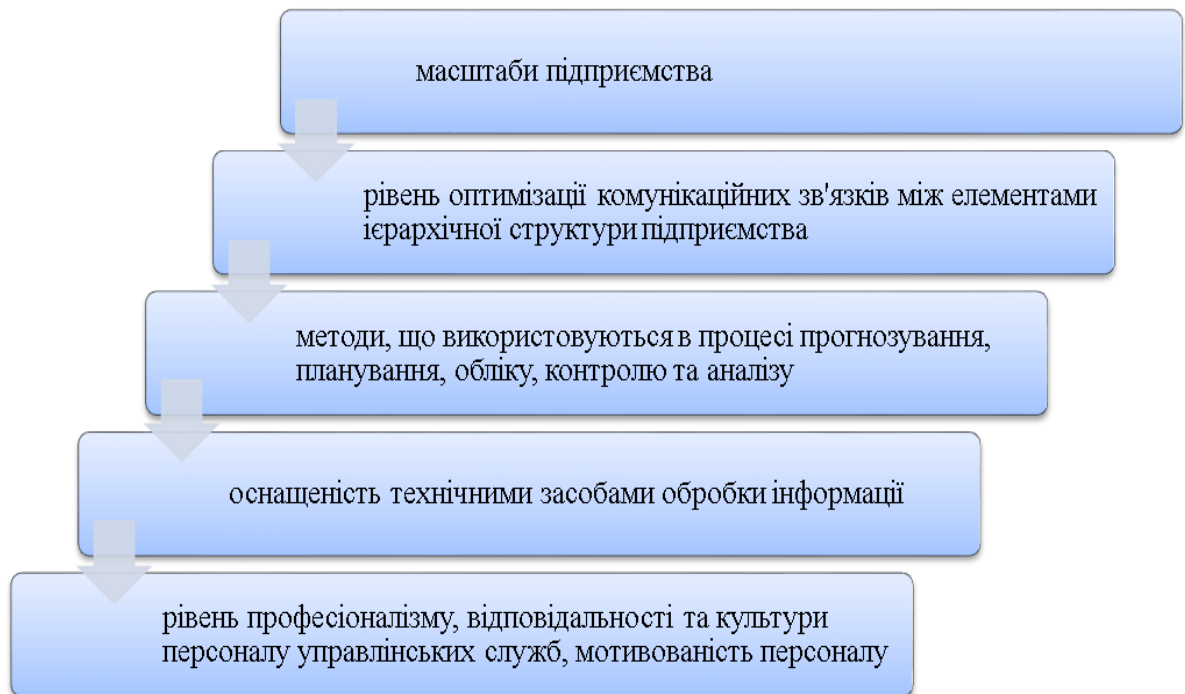 масштаби підприємства
рівень оптимізації комунікаційних зв'язків між елементами
ієрархічної структури підприємства
методи, що використовуються в процесі прогнозування,
планування, обліку, контролю та аналізу
оснащеність технічними засобами обробки інформації
рівень професіоналізму, відповідальності та культури
персоналу управлінських служб, мотивованість персоналу